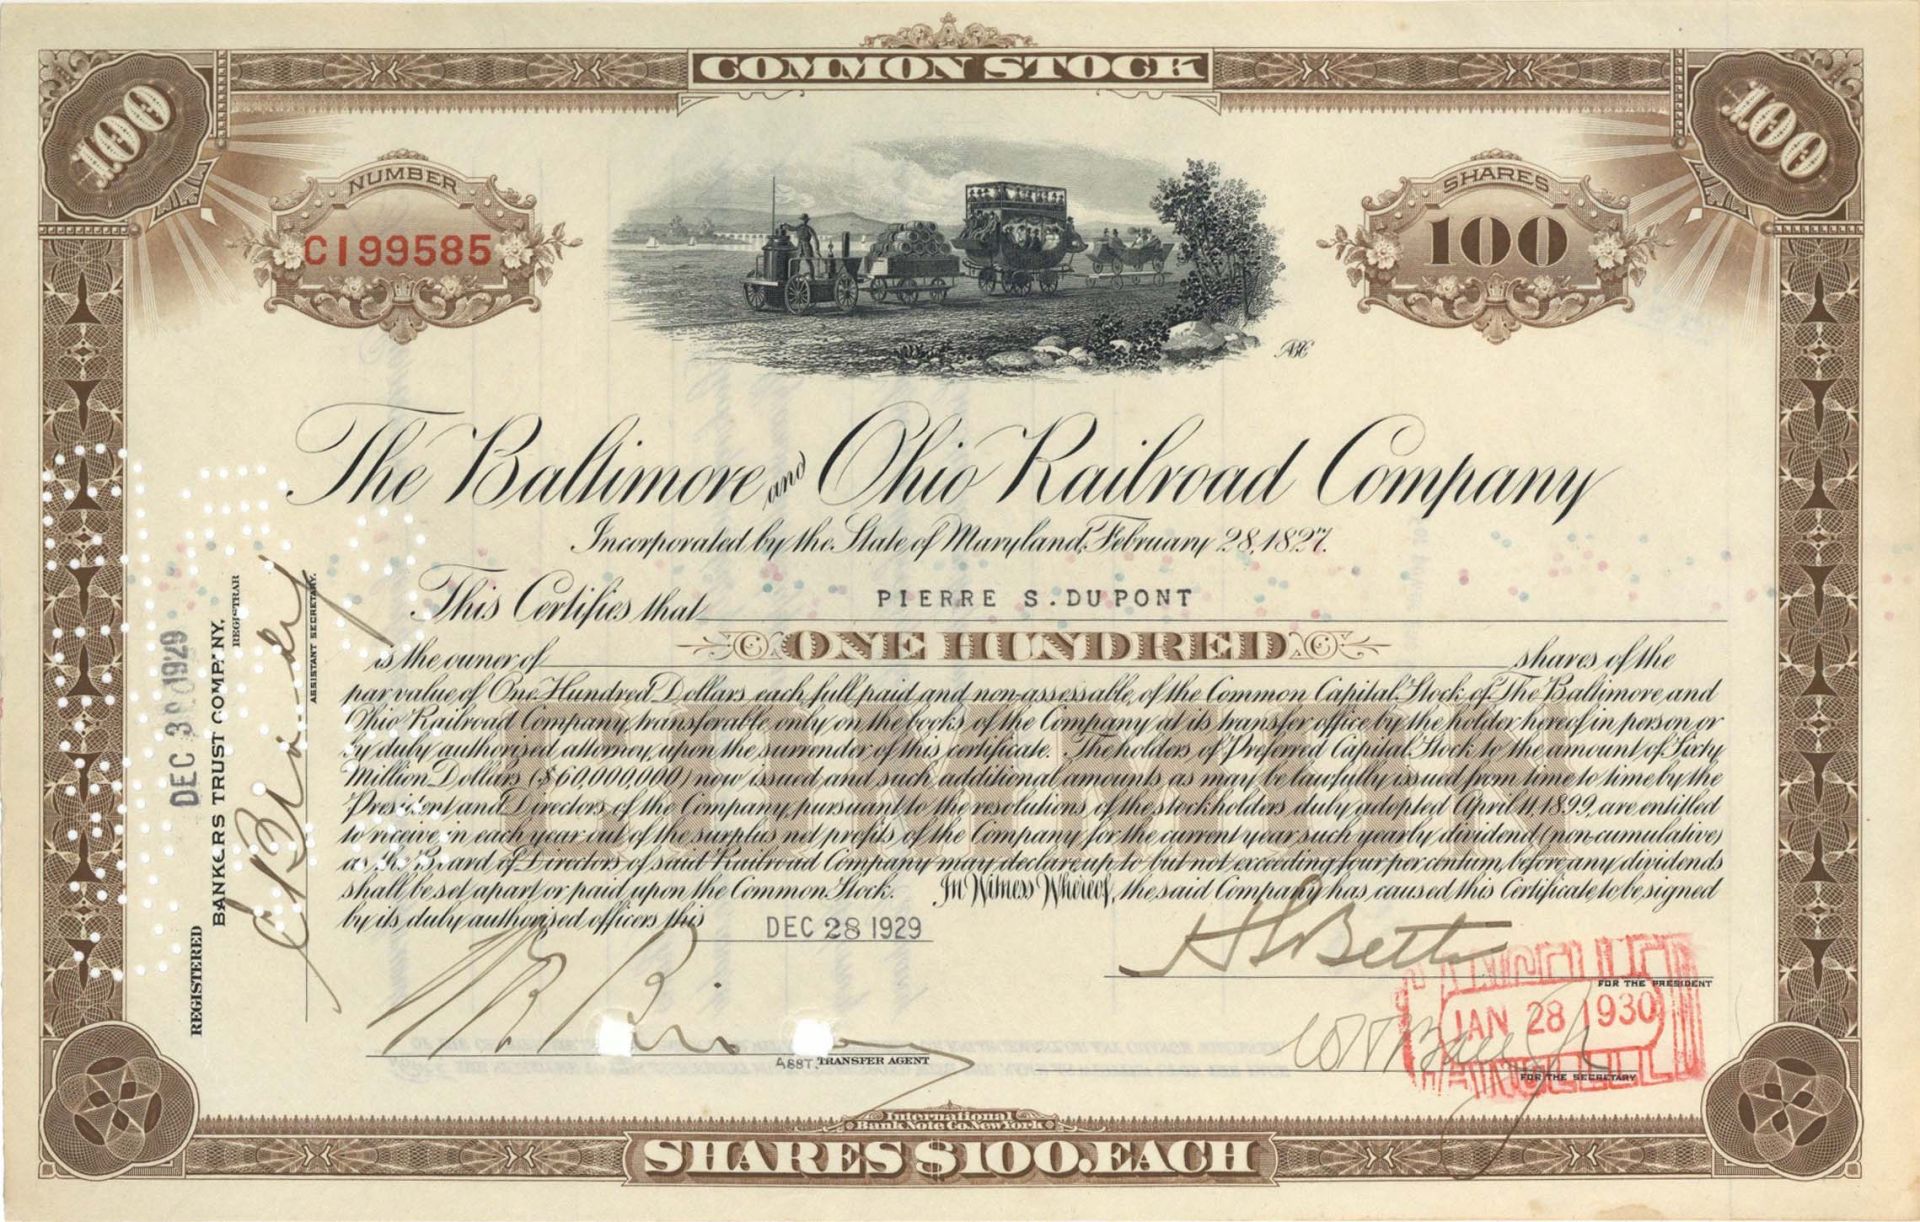 COMMON STOCK
100
100
NUMBER
C199585
SHARES
100
The Baltimore and Ohio Railroad Company
Incorporated by the State of Maryland, February 28, 1827.
This Certifies that PIERRE S. DU PONT
is the owner of ONE HUNDRED shares of the
par value of One Hundred Dollars each full paid and non-assessable, of the Common Capital Stock of The Baltimore and
Ohio Railroad Company, transferable only on the books of the Company at its transfer office by the holder hereof in person or
by duly authorized attorney, upon the surrender of this certificate. The holders of Preferred Capital Stock to the amount of Sixty
Million Dollars ($60,000,000) now issued and such additional amounts as may be lawfully issued from time to time by the
President and Directors of the Company, pursuant to the resolutions of the stockholders duly adopted April 11, 1899, are entitled
to receive in each year out of the surplus net profits of the Company for the current year such yearly dividend (non-cumulative)
as the Board of Directors of said Railroad Company may declare up to but not exceeding four per centum, before any dividends
shall be set apart or paid upon the Common Stock. In Witness Whereof, the said Company has caused this Certificate to be signed
by its duly authorized officers this DEC 28 1929
COMMON
REGISTERED DEC 30 1929
BANKERS TRUST COMPANY,
REGISTRAR
ASSISTANT SECRETARY.
ASST. TRANSFER AGENT
H S Betts
FOR THE PRESIDENT
FOR THE SECRETARY
CANCELLED
JAN 28 1930
CANCELLED
International
Bank Note Co. New York
SHARES $100. EACH